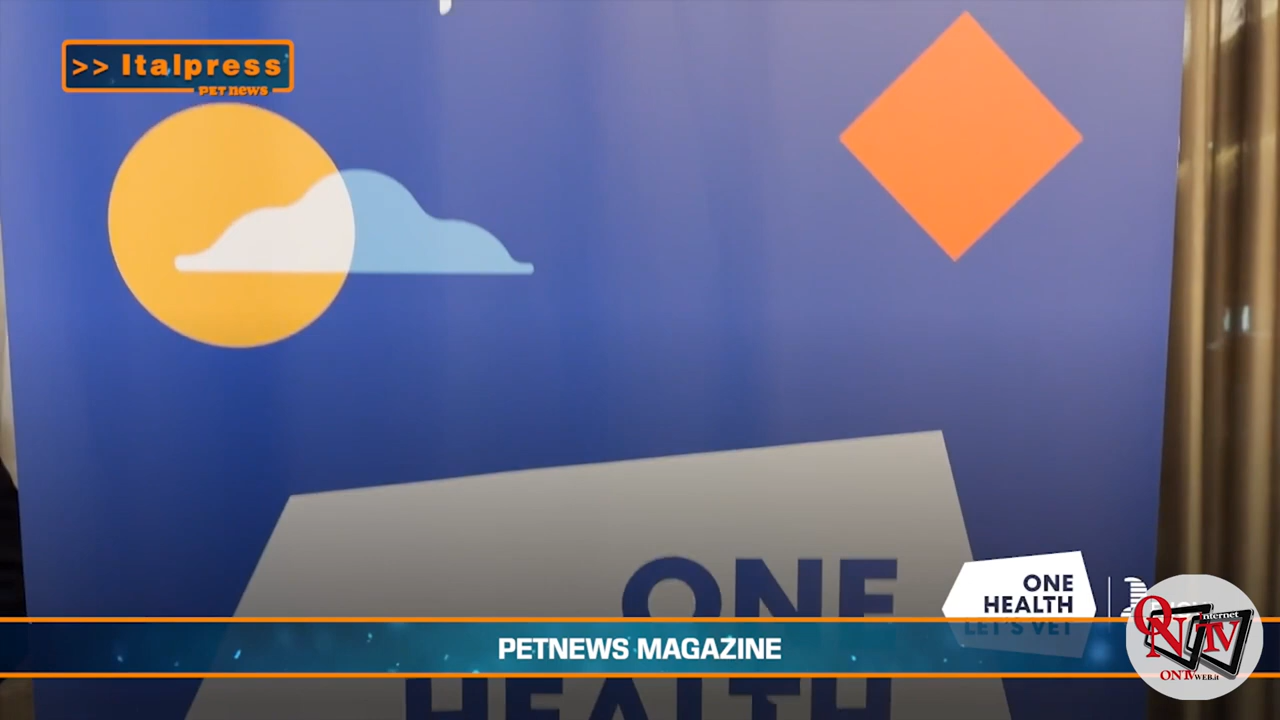 >> Italpress
PET news
ONE
HEALTH
ONE
HEALTH
LET'S VET
PETNEWS MAGAZINE
internet
ONTV
ONTVWEB.it